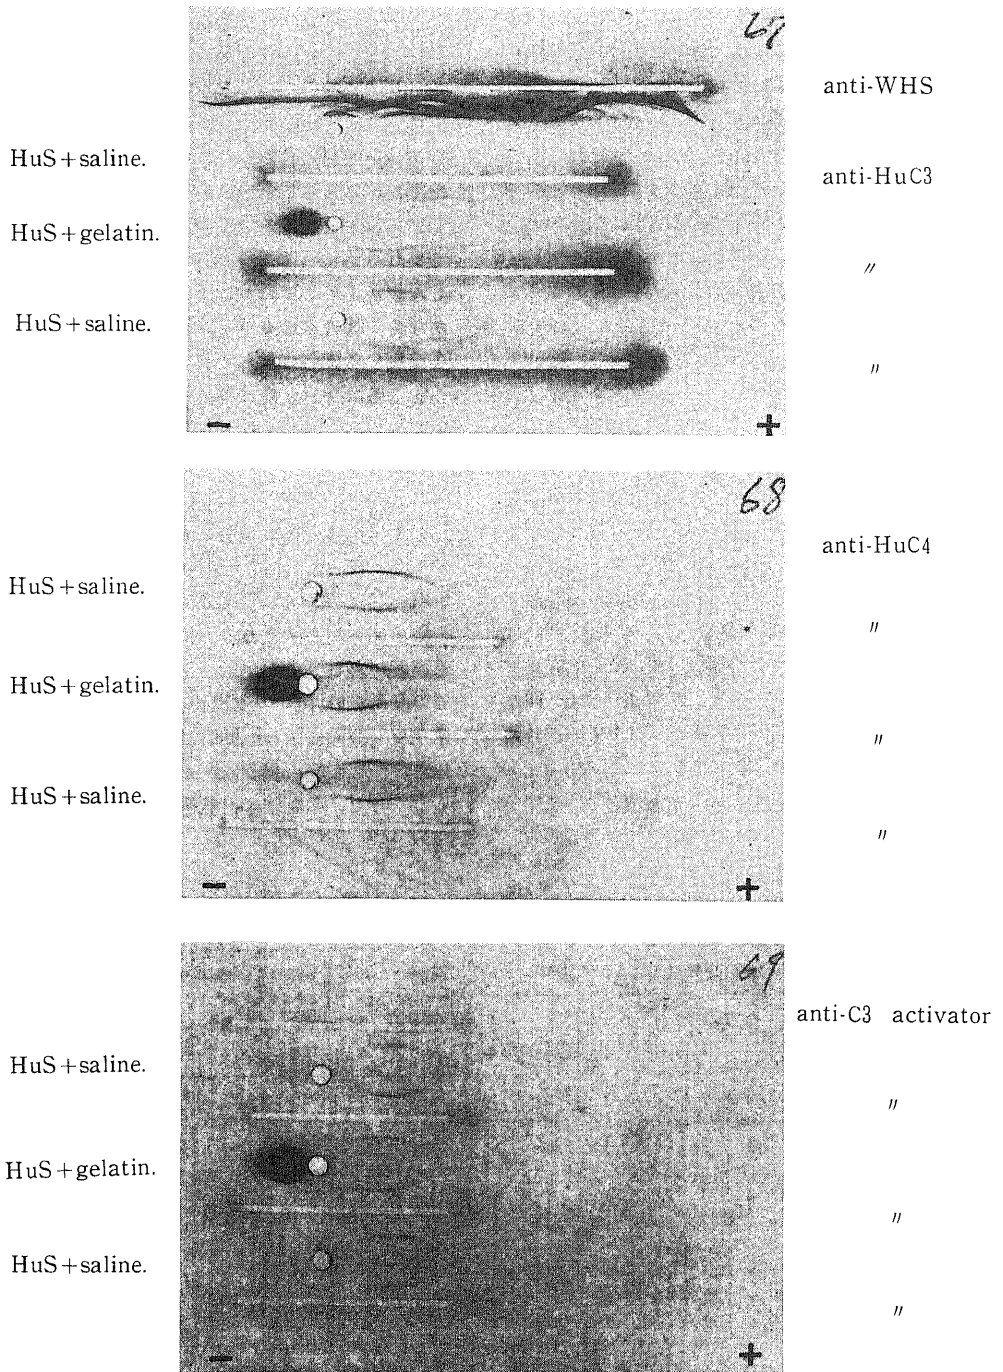 67
anti-WHS
HuS+saline.
anti-HuC3
HuS+gelatin.
〃
HuS+saline.
〃
− +
68
anti-HuC4
HuS+saline.
〃
HuS+gelatin.
〃
HuS+saline.
〃
− +
69
anti-C3 activator
HuS+saline.
〃
HuS+gelatin.
〃
HuS+saline.
〃
− +